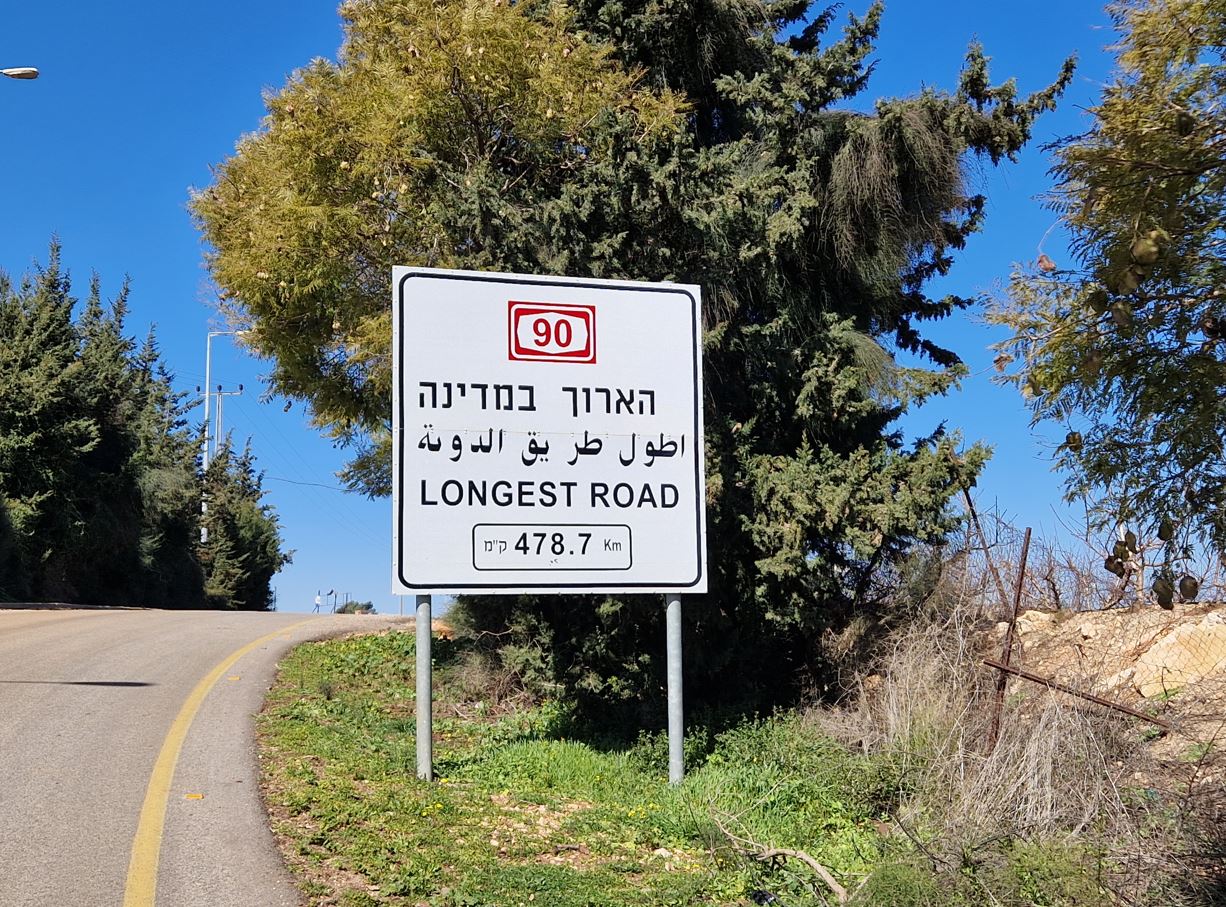 90
הארוך במדינה
اطول طريق الدولة
LONGEST ROAD
ק"מ 478.7 Km